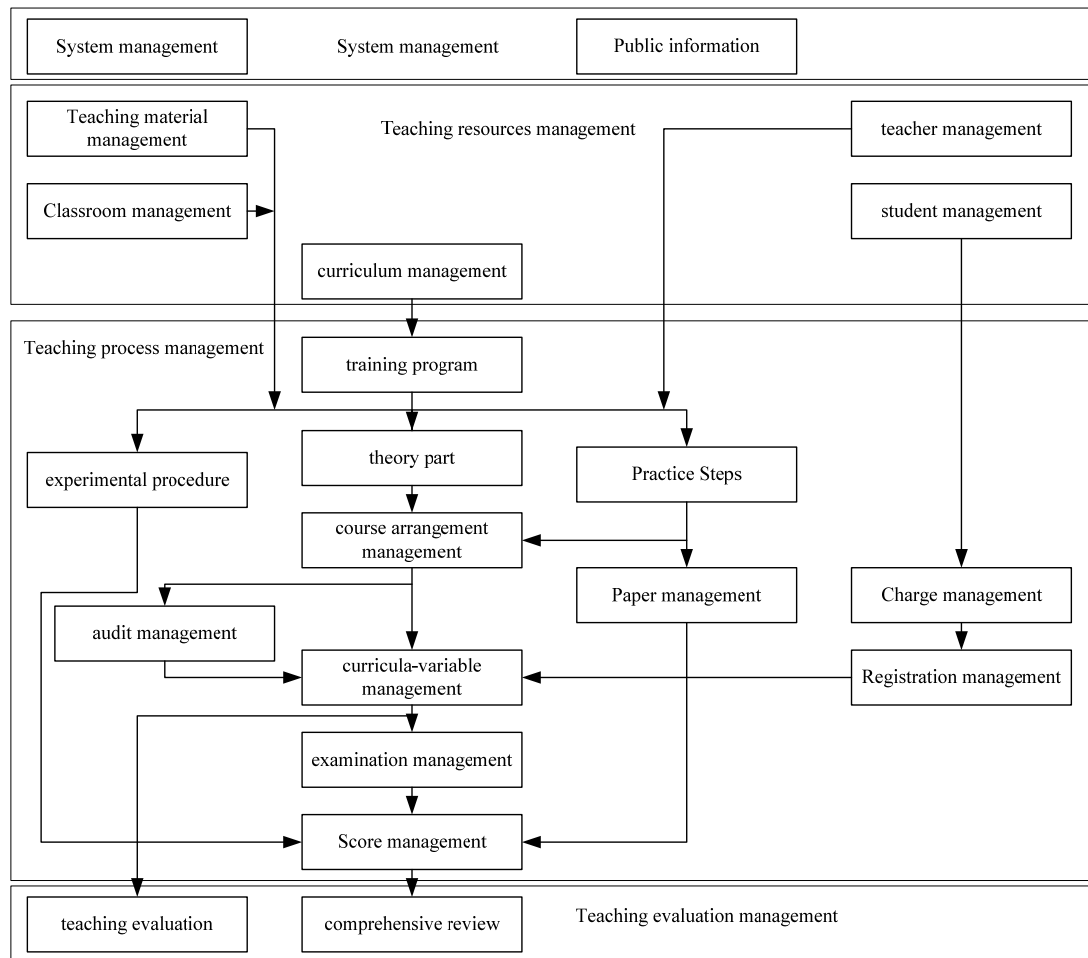 System management
System management
Public information
Teaching material
management
Teaching resources management
teacher management
Classroom management
student management
curriculum management
Teaching process management
training program
theory part
experimental procedure
Practice Steps
course arrangement
management
Paper management
Charge management
audit management
curricula-variable
management
Registration management
examination management
Score management
teaching evaluation
comprehensive review
Teaching evaluation management